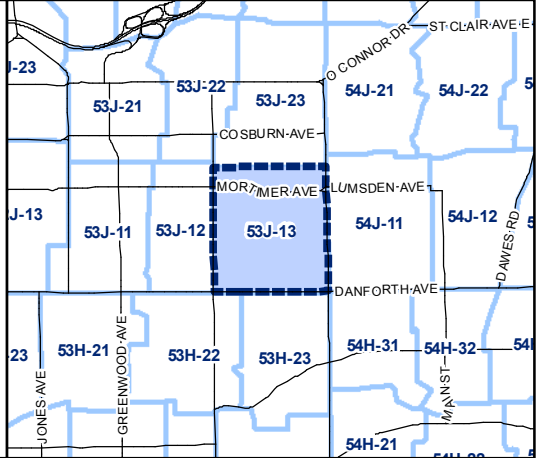 ST CLAIR AVE E
O CONNOR DR
J-23
53J-22
54J-21
54J-22
53J-21
53J-23
COSBURN AVE
MORTIMER AVE
LUMSDEN AVE
J-13
53J-11
53J-12
53J-13
54J-11
54J-12
DAWES RD
DANFORTH AVE
23
53H-21
53H-22
53H-23
54H-31
54H-32
JONES AVE
GREENWOOD AVE
MAIN ST
54H-21